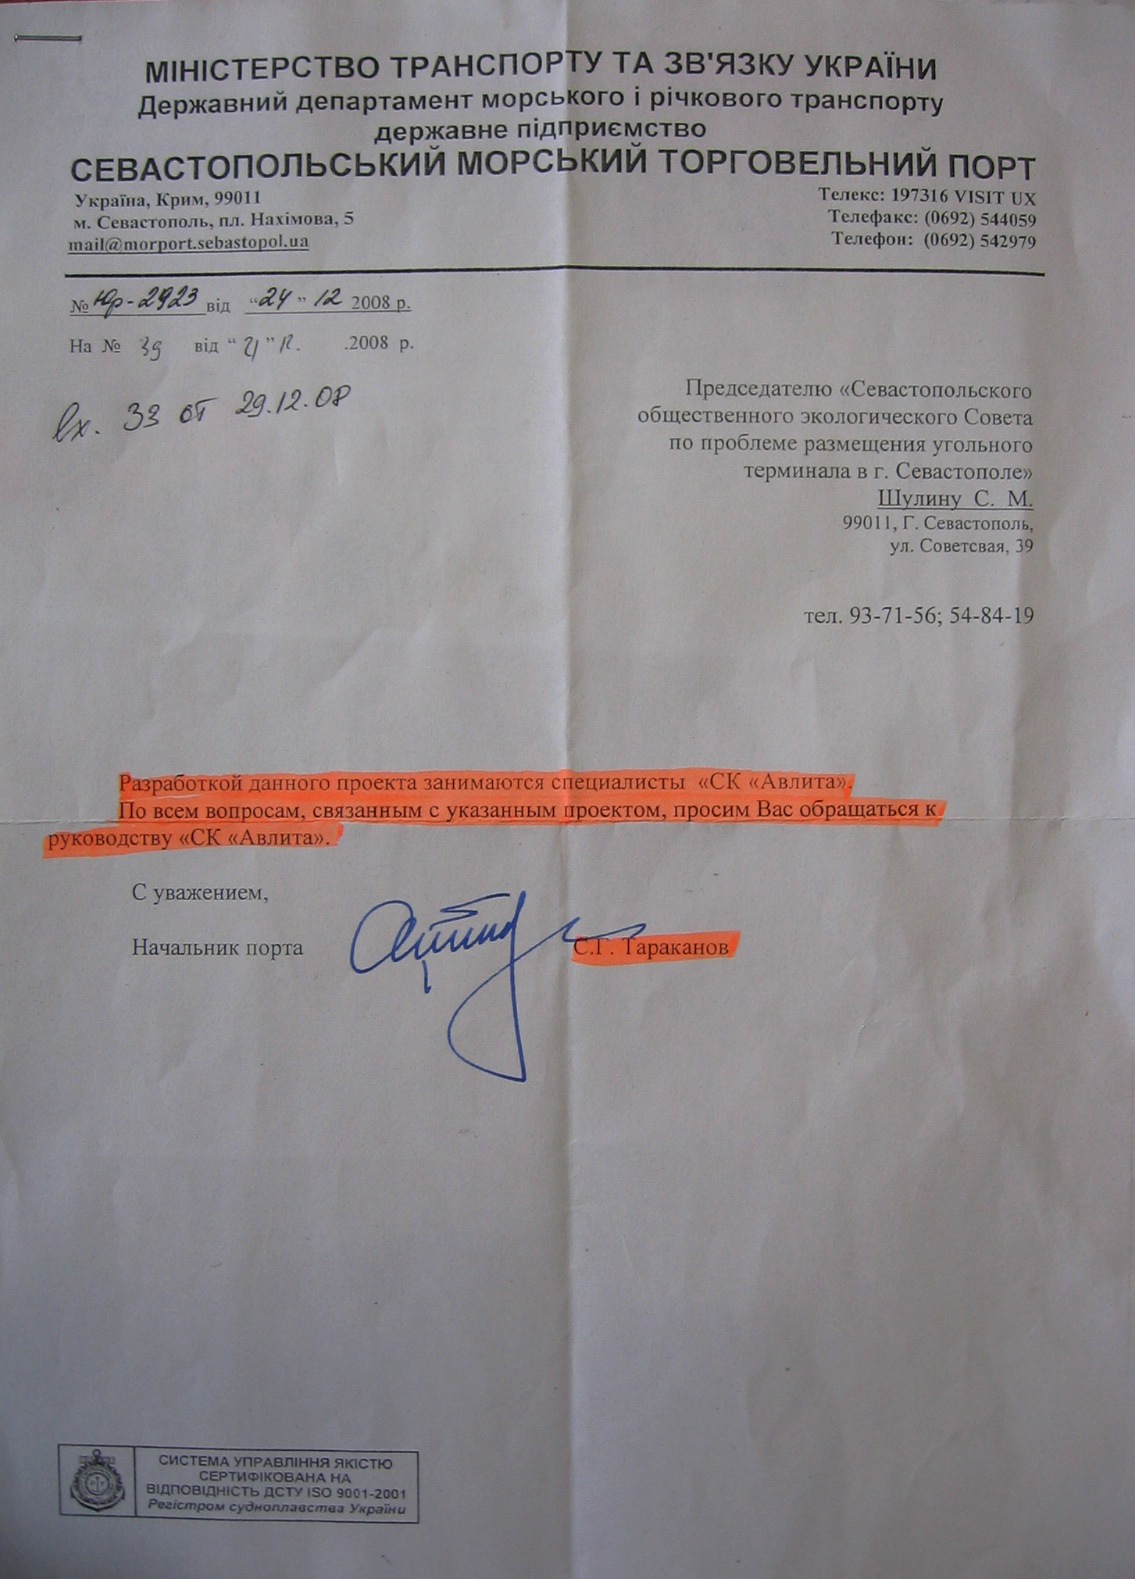 МІНІСТЕРСТВО ТРАНСПОРТУ ТА ЗВ'ЯЗКУ УКРАЇНИ
Державний департамент морського і річкового транспорту
державне підприємство
СЕВАСТОПОЛЬСЬКИЙ МОРСЬКИЙ ТОРГОВЕЛЬНИЙ ПОРТ
Україна, Крим, 99011
м. Севастополь, пл. Нахімова, 5
mail@morport.sebastopol.ua
Телекс: 197316 VISIT UX
Телефакс: (0692) 544059
Телефон: (0692) 542979
№ Юр-2923 від "24" 12 2008 р.
На № 39 від " " 12. .2008 р.
вх. 33 от 29.12.08
Председателю «Севастопольского
общественного экологического Совета
по проблеме размещения угольного
терминала в г. Севастополе»
Шулину С. М.
99011, Г. Севастополь,
ул. Советсвая, 39
тел. 93-71-56; 54-84-19
Разработкой данного проекта занимаются специалисты «СК «Авлита».
По всем вопросам, связанным с указанным проектом, просим Вас обращаться к
руководству «СК «Авлита».
С уважением,
Начальник порта С.Г. Тараканов
СИСТЕМА УПРАВЛІННЯ ЯКІСТЮ
СЕРТИФІКОВАНА НА
ВІДПОВІДНІСТЬ ДСТУ ISO 9001-2001
Регістром судноплавства України